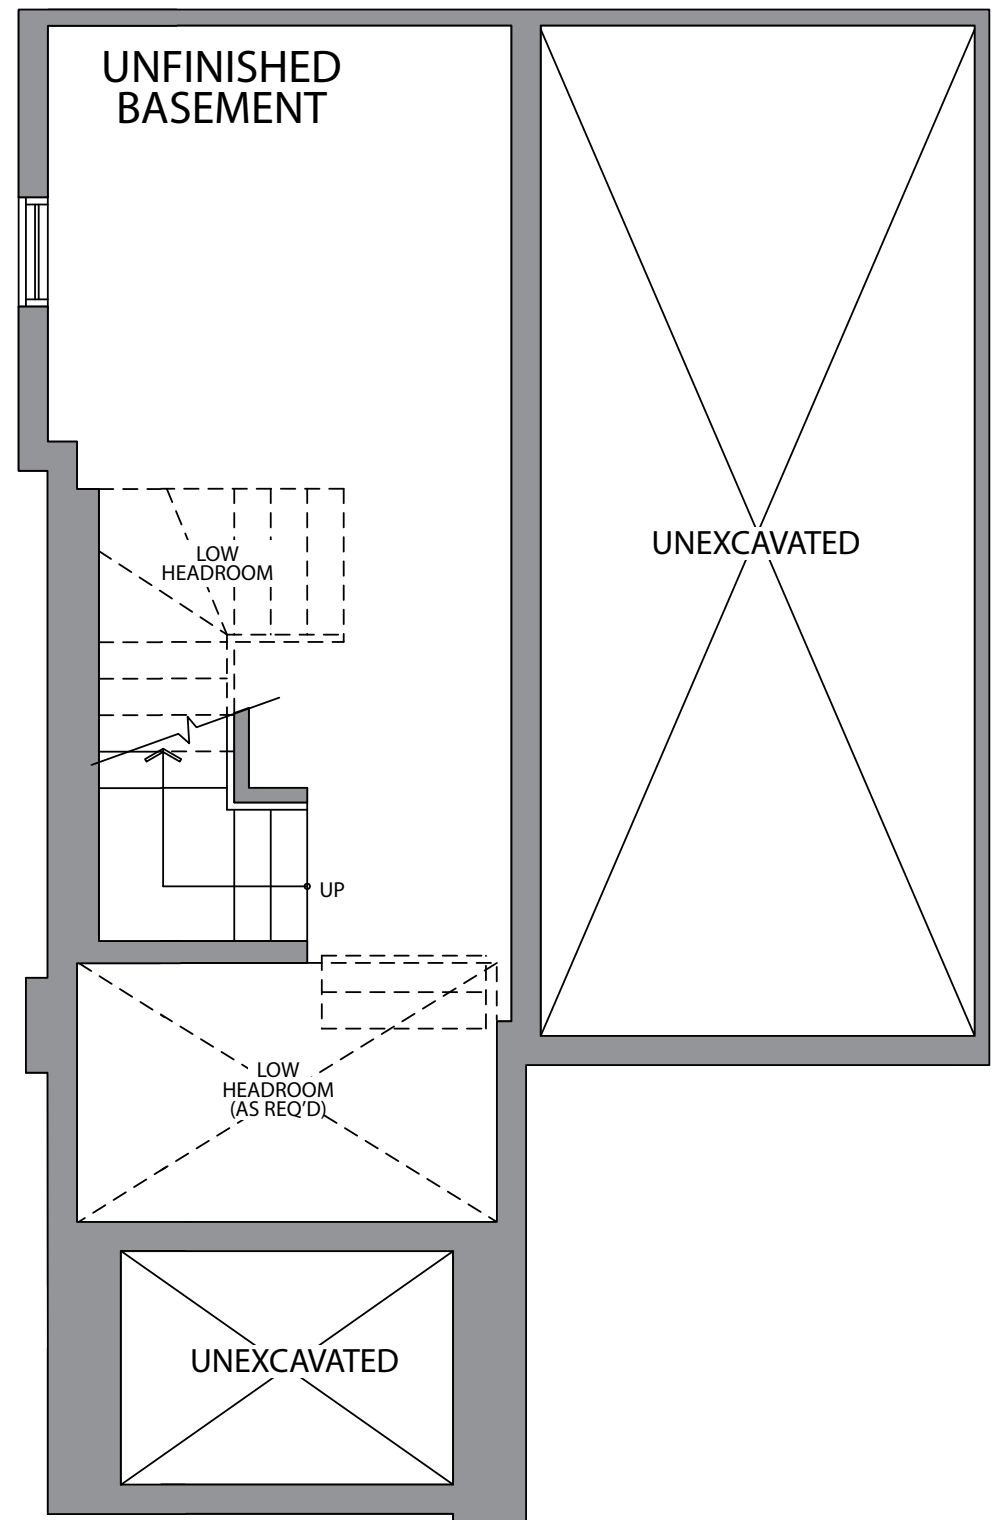 UNFINISHED
BASEMENT
LOW
HEADROOM
UNEXCAVATED
UP
LOW
HEADROOM
(AS REQ’D)
UNEXCAVATED